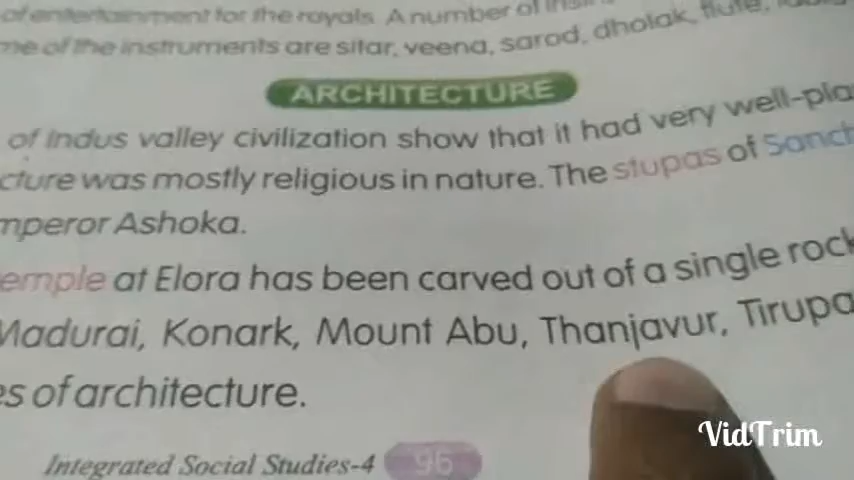 of entertainment for the royals. A number of
me of the instruments are sitar, veena, sarod, dholak, flute,
ARCHITECTURE
of Indus valley civilization show that it had very well-pla
cture was mostly religious in nature. The stupas of Sanch
mperor Ashoka.
emple at Elora has been carved out of a single rock
Madurai, Konark, Mount Abu, Thanjavur, Tirupa
es of architecture.
Integrated Social Studies-4 96
VidTrim